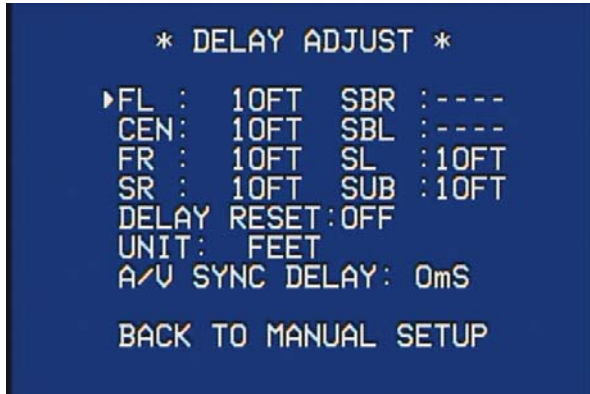 * DELAY ADJUST *
▶FL : 10FT SBR :----
CEN: 10FT SBL :----
FR : 10FT SL :10FT
SR : 10FT SUB :10FT
DELAY RESET:OFF
UNIT: FEET
A/V SYNC DELAY: 0mS
BACK TO MANUAL SETUP